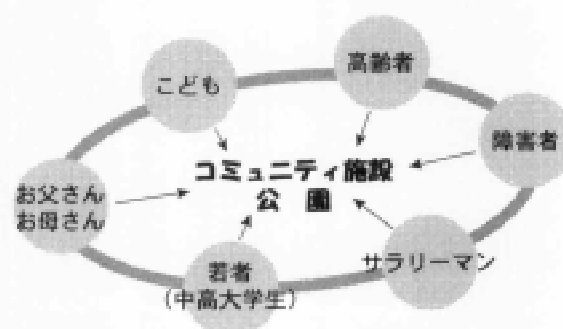 こども
高齢者
障害者
コミュニティ施設
公　園
お父さん
お母さん
サラリーマン
若者
（中高大学生）